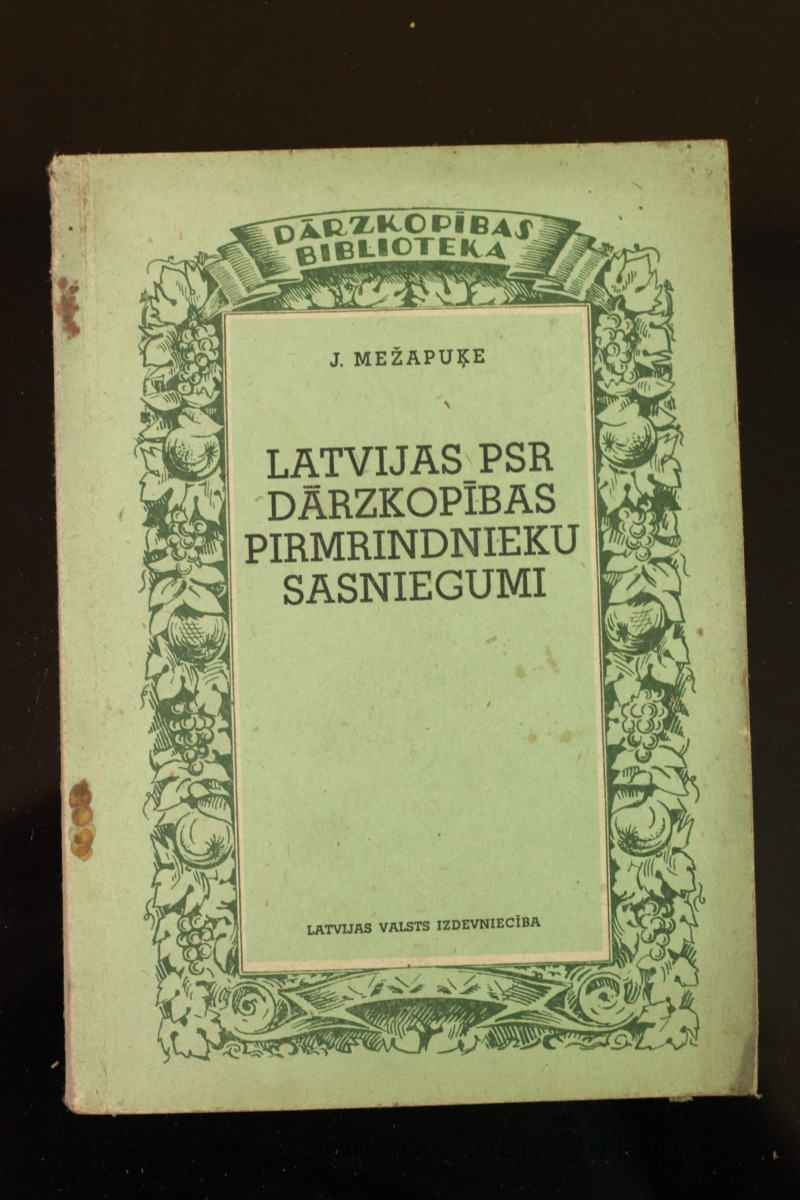 DĀRZKOPĪBAS
BIBLIOTEKA
J. MEŽAPUĶE
LATVIJAS PSR
DĀRZKOPĪBAS
PIRMRINDNIEKU
SASNIEGUMI
LATVIJAS VALSTS IZDEVNIECĪBA